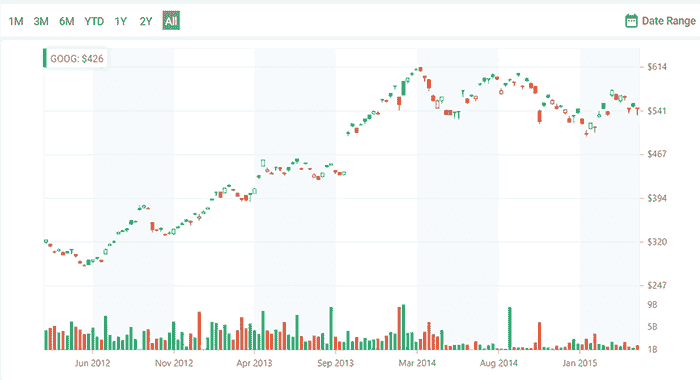 1M 3M 6M YTD 1Y 2Y All Date Range
GOOG: $426
$614
$541
$467
$394
$320
$247
9B
5B
1B
Jun 2012 Nov 2012 Apr 2013 Sep 2013 Mar 2014 Aug 2014 Jan 2015